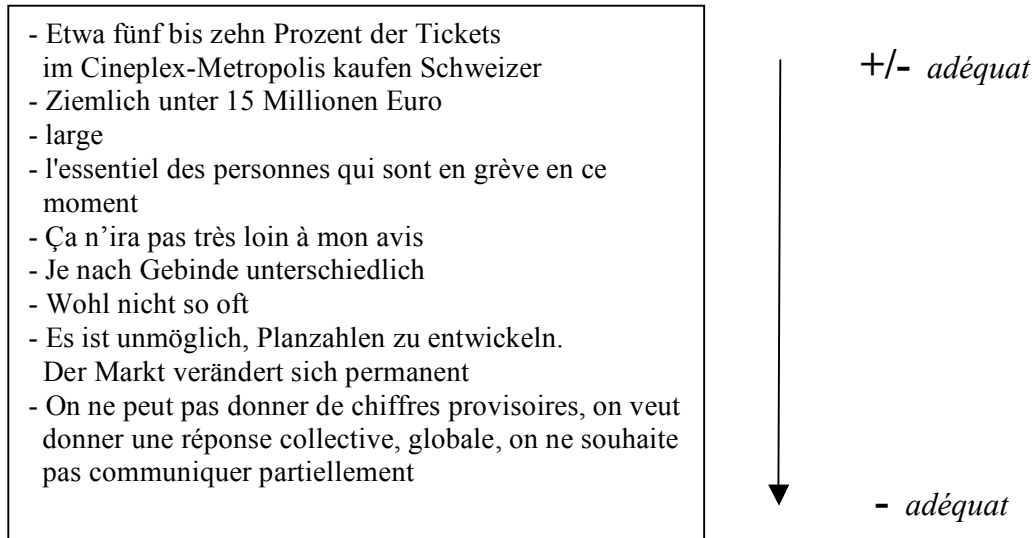 - Etwa fünf bis zehn Prozent der Tickets
im Cineplex-Metropolis kaufen Schweizer
- Ziemlich unter 15 Millionen Euro
- large
- l'essentiel des personnes qui sont en grève en ce
moment
- Ça n’ira pas très loin à mon avis
- Je nach Gebinde unterschiedlich
- Wohl nicht so oft
- Es ist unmöglich, Planzahlen zu entwickeln.
Der Markt verändert sich permanent
- On ne peut pas donner de chiffres provisoires, on veut
donner une réponse collective, globale, on ne souhaite
pas communiquer partiellement
+/- adéquat
- adéquat